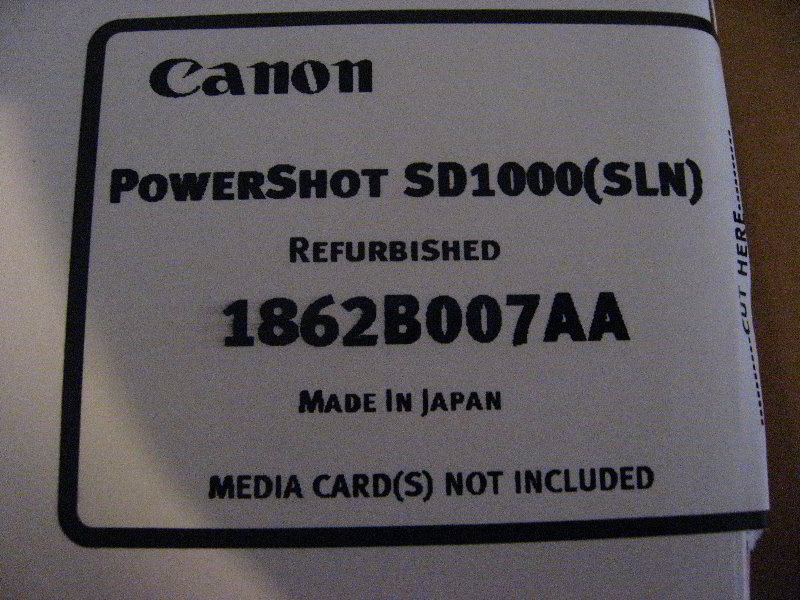 Canon
POWERSHOT SD1000(SLN)
REFURBISHED
1862B007AA
MADE IN JAPAN
MEDIA CARD(S) NOT INCLUDED
CUT HERE